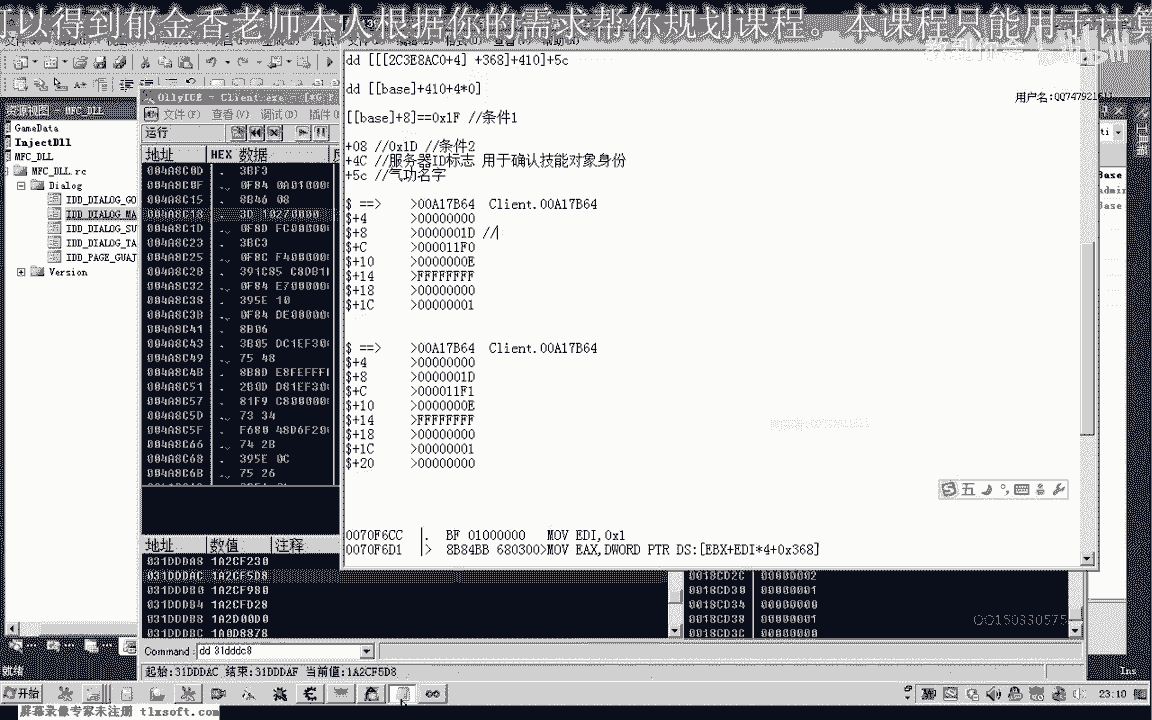 以得到郁金香老师本人根据你的需求帮你规划课程。本课程只能用于计算
用户名:QQ74792161
资源视图 - MFC_DLL
GameData
InjectDll
MFC_DLL
MFC_DLL.rc
Dialog
IDD_DIALOG_GO
IDD_DIALOG_MA
IDD_DIALOG_SU
IDD_DIALOG_TA
IDD_PAGE_GUAJ
Version
OllyICE - Client.exe
文件(F) 查看(V) 调试(D) 插件
运行
地址 HEX 数据
004A8C0D . 3BF3
004A8C0F . 0F84 0A01000
004A8C15 . 8B46 08
004A8C18 . 3D 10270000
004A8C1D . 0F8D FC00000
004A8C23 . 3BC3
004A8C25 . 0F8C F400000
004A8C2B . 391C85 C8DB1
004A8C32 . 0F84 E700000
004A8C38 . 395E 10
004A8C3B . 0F84 DE00000
004A8C41 . 8B06
004A8C43 . 3B05 DC1EF30
004A8C49 . 75 48
004A8C4B . 8B8D E8FEFFF
004A8C51 . 2B0D D81EF30
004A8C57 . 81F9 C800000
004A8C5D . 73 34
004A8C5F . F680 48D6F20
004A8C66 . 74 2B
004A8C68 . 395E 0C
004A8C6B . 75 26
dd [[[2C3E8AC0+4] +368]+410]+5c
dd [[base]+410+4*0]
[[base]+8]==0x1F //条件1
+08 //0x1D //条件2
+4C //服务器ID标志 用于确认技能对象身份
+5c //气功名字
$ ==> >00A17B64 Client.00A17B64
$+4 >00000000
$+8 >0000001D //
$+C >000011F0
$+10 >0000000E
$+14 >FFFFFFFF
$+18 >00000000
$+1C >00000001
$ ==> >00A17B64 Client.00A17B64
$+4 >00000000
$+8 >0000001D
$+C >000011F1
$+10 >0000000E
$+14 >FFFFFFFF
$+18 >00000000
$+1C >00000001
$+20 >00000000
0070F6CC |. BF 01000000 MOV EDI,0x1
0070F6D1 |> 8B84BB 680300>MOV EAX,DWORD PTR DS:[EBX+EDI*4+0x368]
五
地址 数值 注释
031DDDA8 1A2CF230
031DDDAC 1A2CF5D8
031DDDB0 1A2CF980
031DDDB4 1A2CFD28
031DDDB8 1A2D00D0
031DDDBC 1A0D8878
0018CD2C 00000002
0018CD30 00000001
0018CD34 00000000
0018CD38 00000001
0018CD3C 00000000
QQ150330575
Command: dd 31dddc8
起始:31DDDAC 结束:31DDDAF 当前值:1A2CF5D8
就绪
开始
23:10
屏幕录像专家未注册 tlxsoft.com